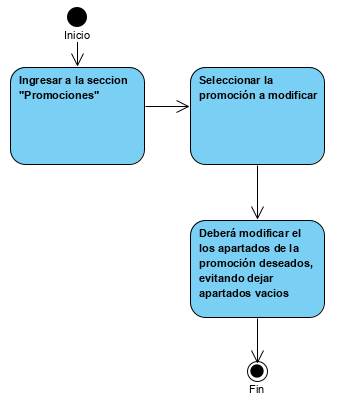 Inicio
Ingresar a la seccion
"Promociones"
Seleccionar la
promoción a modificar
Deberá modificar el
los apartados de la
promoción deseados,
evitando dejar
apartados vacios
Fin